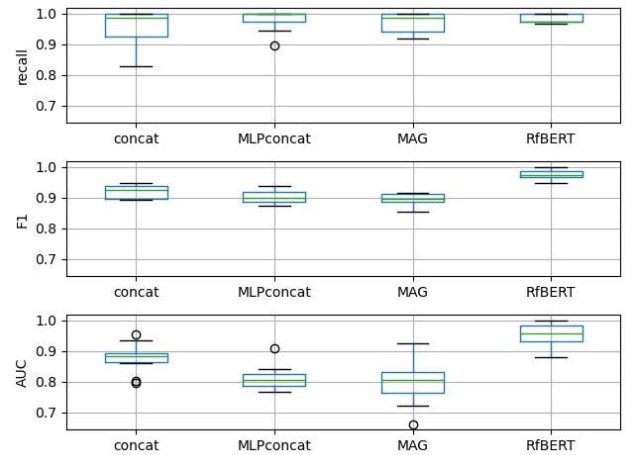 recall
1.0
0.9
0.8
0.7
concat MLPconcat MAG RfBERT
F1
1.0
0.9
0.8
0.7
concat MLPconcat MAG RfBERT
AUC
1.0
0.9
0.8
0.7
concat MLPconcat MAG RfBERT